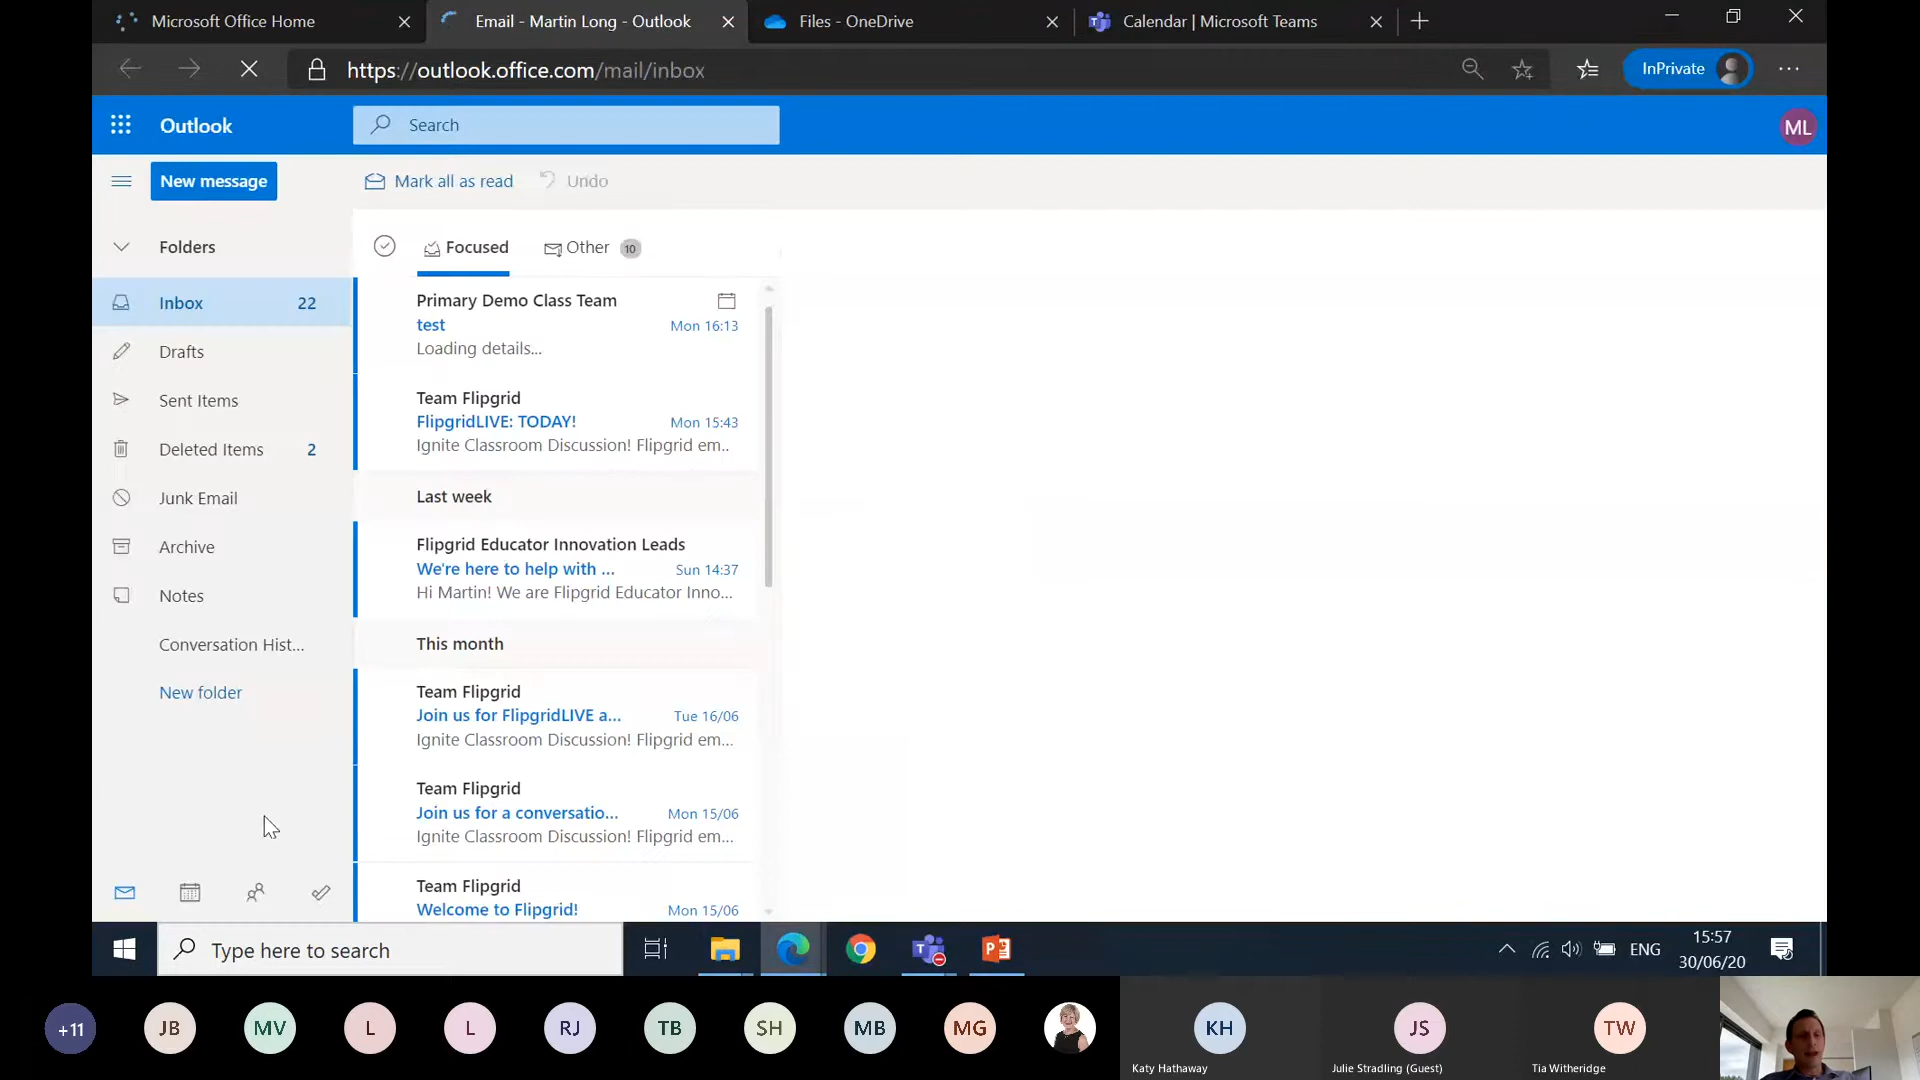 Microsoft Office Home
Email - Martin Long - Outlook
Files - OneDrive
Calendar | Microsoft Teams
https://outlook.office.com/mail/inbox
InPrivate
Outlook
Search
ML
New message
Mark all as read
Undo
Folders
Inbox 22
Drafts
Sent Items
Deleted Items 2
Junk Email
Archive
Notes
Conversation Hist...
New folder
Focused
Other 10
Primary Demo Class Team
test Mon 16:13
Loading details...
Team Flipgrid
FlipgridLIVE: TODAY! Mon 15:43
Ignite Classroom Discussion! Flipgrid em..
Last week
Flipgrid Educator Innovation Leads
We're here to help with ... Sun 14:37
Hi Martin! We are Flipgrid Educator Inno...
This month
Team Flipgrid
Join us for FlipgridLIVE a... Tue 16/06
Ignite Classroom Discussion! Flipgrid em...
Team Flipgrid
Join us for a conversatio... Mon 15/06
Ignite Classroom Discussion! Flipgrid em...
Team Flipgrid
Welcome to Flipgrid! Mon 15/06
Type here to search
ENG
15:57
30/06/20
+11
JB
MV
L
L
RJ
TB
SH
MB
MG
KH
JS
TW
Katy Hathaway
Julie Stradling (Guest)
Tia Witheridge